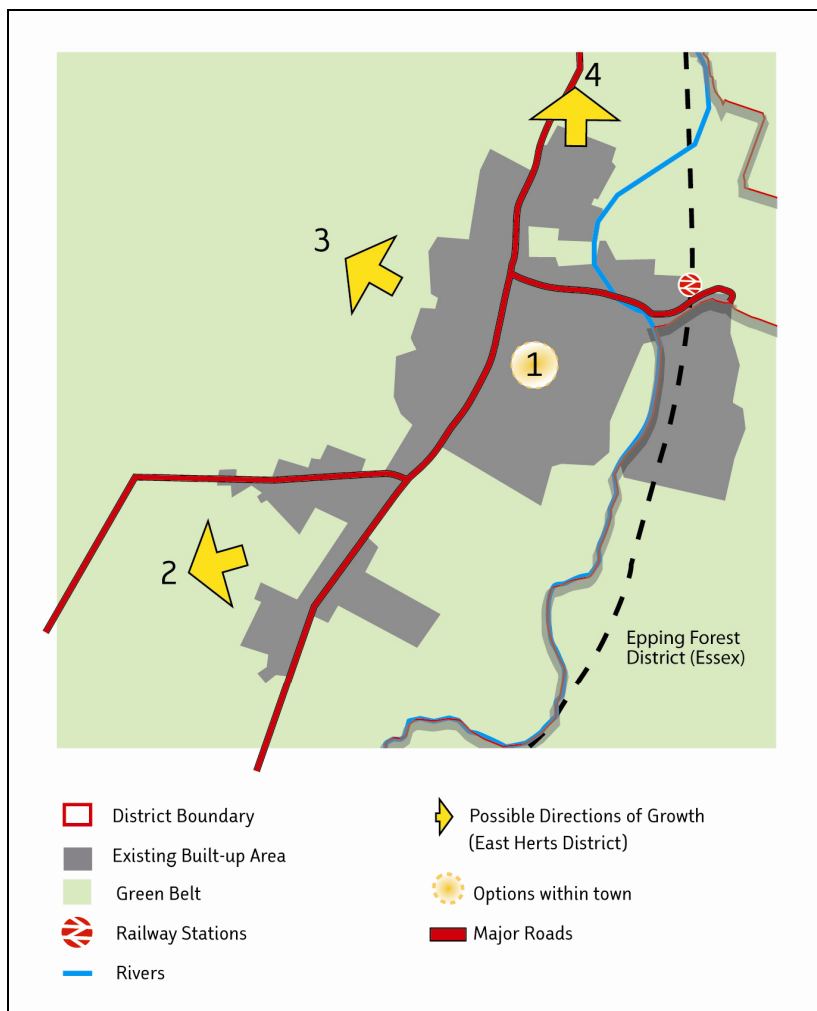 4
3
1
2
Epping Forest
District (Essex)
District Boundary
Existing Built-up Area
Green Belt
Railway Stations
Rivers
Possible Directions of Growth
(East Herts District)
Options within town
Major Roads